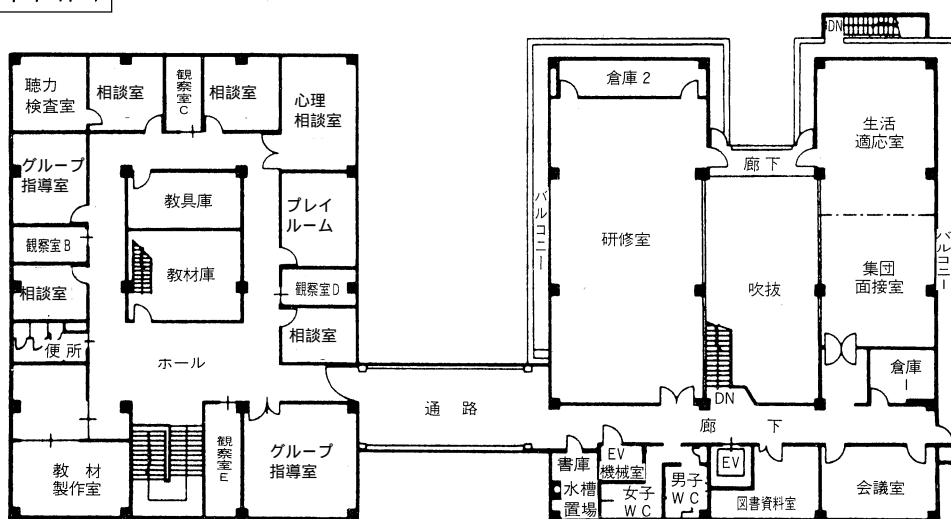 聴力
検査室
相談室
観察室C
相談室
心理
相談室
グループ
指導室
教具庫
プレイ
ルーム
観察室B
教材庫
観察室D
相談室
相談室
便所
ホール
教材
製作室
観察室E
グループ
指導室
通路
倉庫2
DN
生活
適応室
廊下
バルコニー
研修室
吹抜
集団
面接室
バルコニー
倉庫
1
DN
廊下
書庫
水槽
置場
EV
機械室
女子
WC
男子
WC
EV
図書資料室
会議室